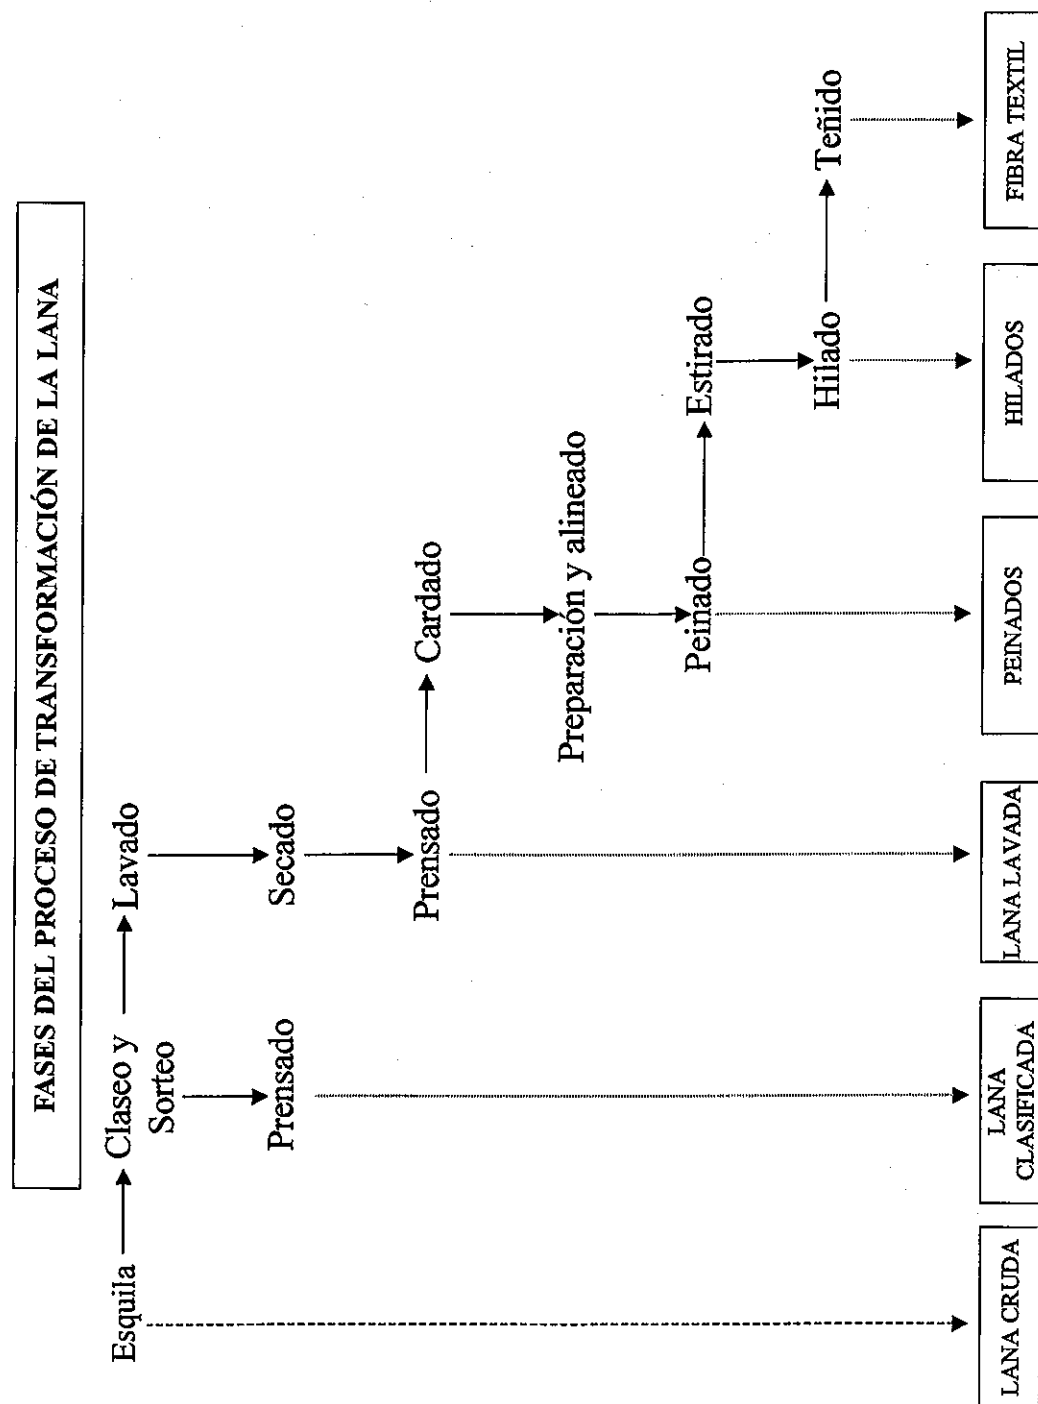 FASES DEL PROCESO DE TRANSFORMACIÓN DE LA LANA
Esquila
Claseo y
Sorteo
Lavado
Prensado
Secado
Prensado
Cardado
Preparación y alineado
Peinado
Estirado
Hilado
Teñido
LANA CRUDA
LANA
CLASIFICADA
LANA LAVADA
PEINADOS
HILADOS
FIBRA TEXTIL